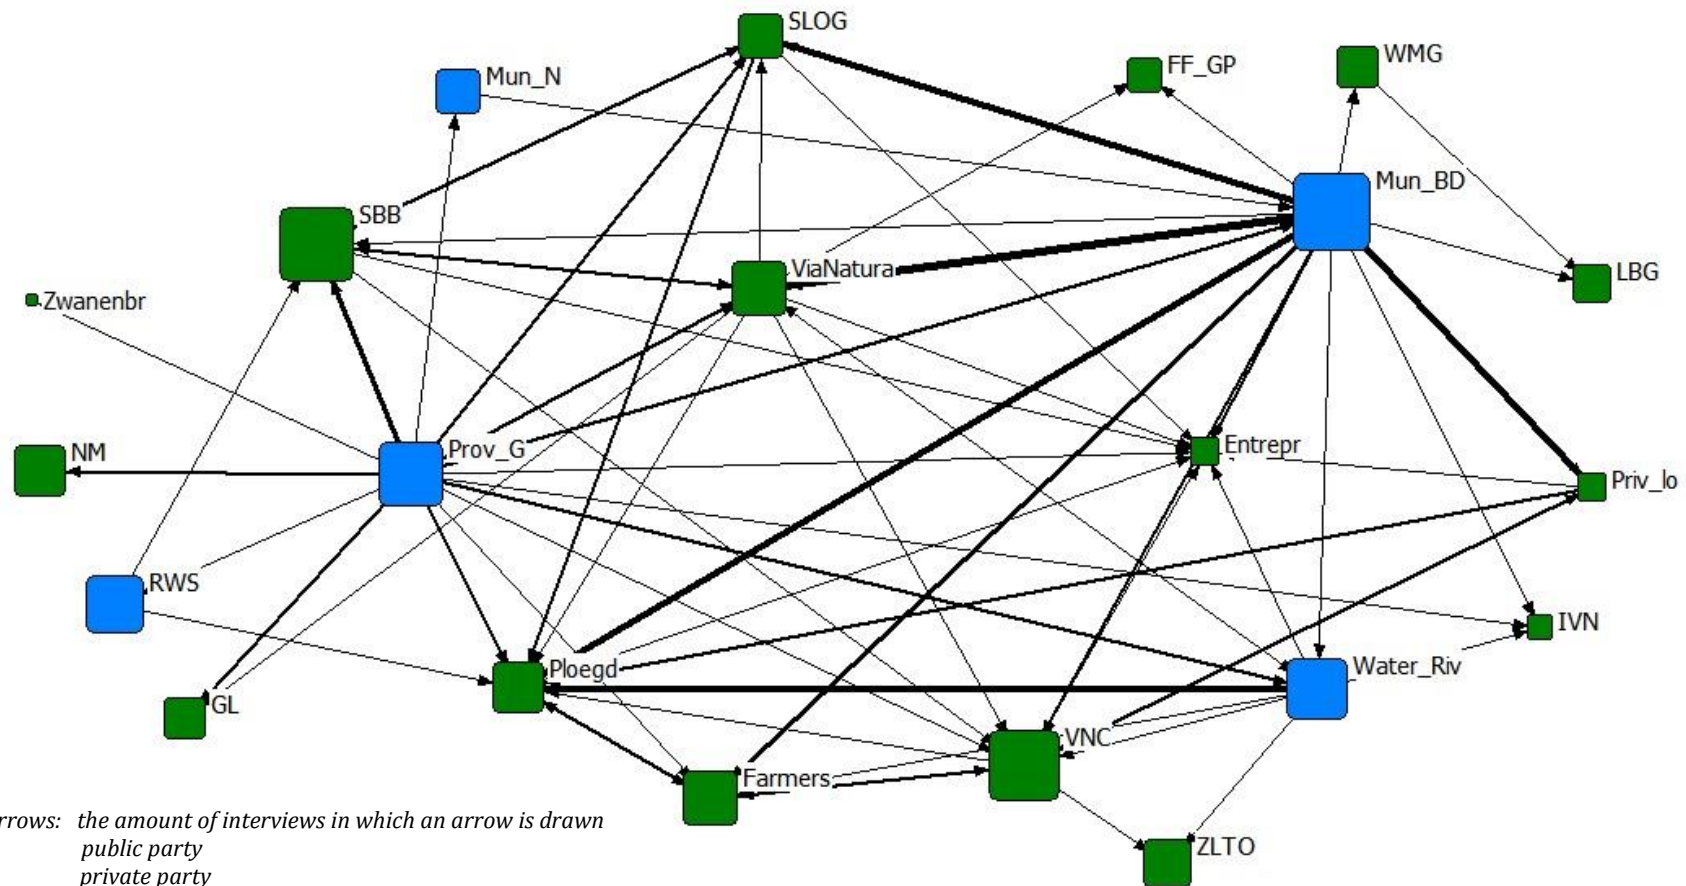 SLOG
WMG
FF_GP
Mun_N
Mun_BD
SBB
ViaNatura
LBG
Zwanenbr
Prov_G
Entrepr
NM
Priv_lo
RWS
IVN
Ploegd
Water_Riv
GL
VNC
Farmers
rrows: the amount of interviews in which an arrow is drawn
public party
ZLTO
private party